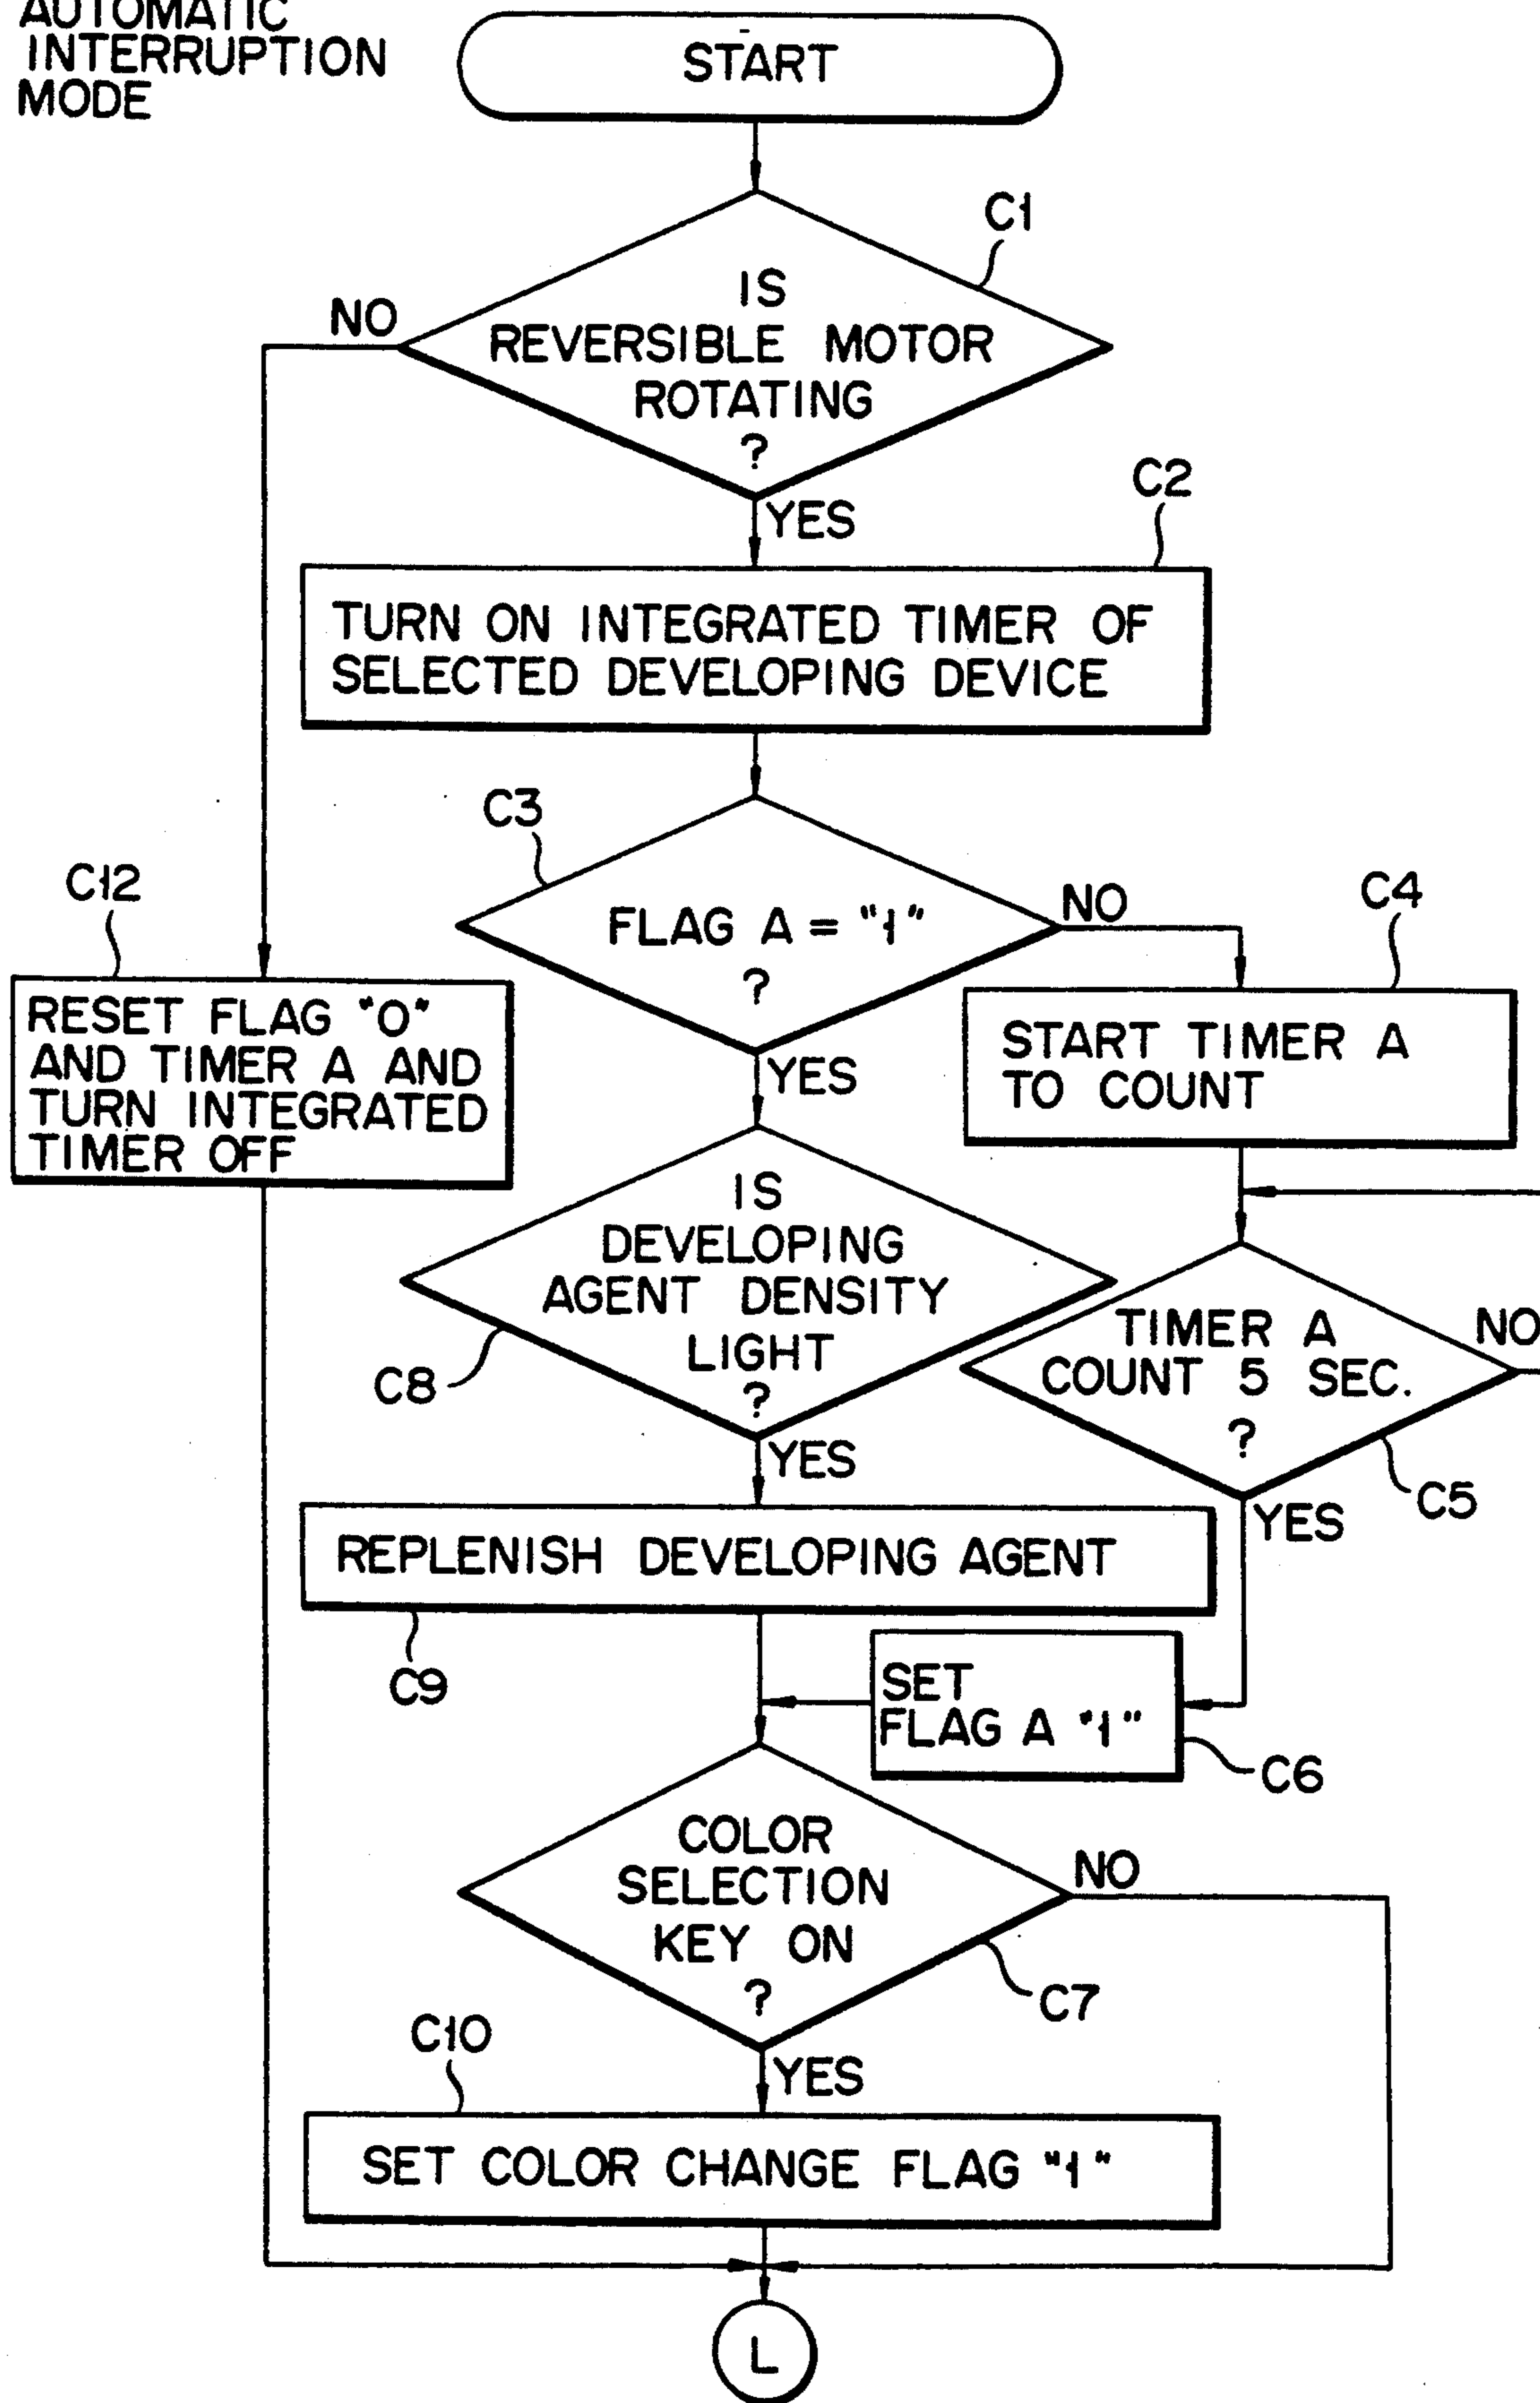 AUTOMATIC
INTERRUPTION
MODE
START
C1
IS
REVERSIBLE MOTOR
ROTATING
?
NO
YES
C2
TURN ON INTEGRATED TIMER OF
SELECTED DEVELOPING DEVICE
C3
FLAG A = "1"
?
NO
YES
C4
START TIMER A
TO COUNT
C12
RESET FLAG "0"
AND TIMER A AND
TURN INTEGRATED
TIMER OFF
IS
DEVELOPING
AGENT DENSITY
LIGHT
?
C8
YES
TIMER A
COUNT 5 SEC.
?
NO
C5
YES
REPLENISH DEVELOPING AGENT
C9
SET
FLAG A "1"
C6
COLOR
SELECTION
KEY ON
?
NO
C7
YES
C10
SET COLOR CHANGE FLAG "1"
L